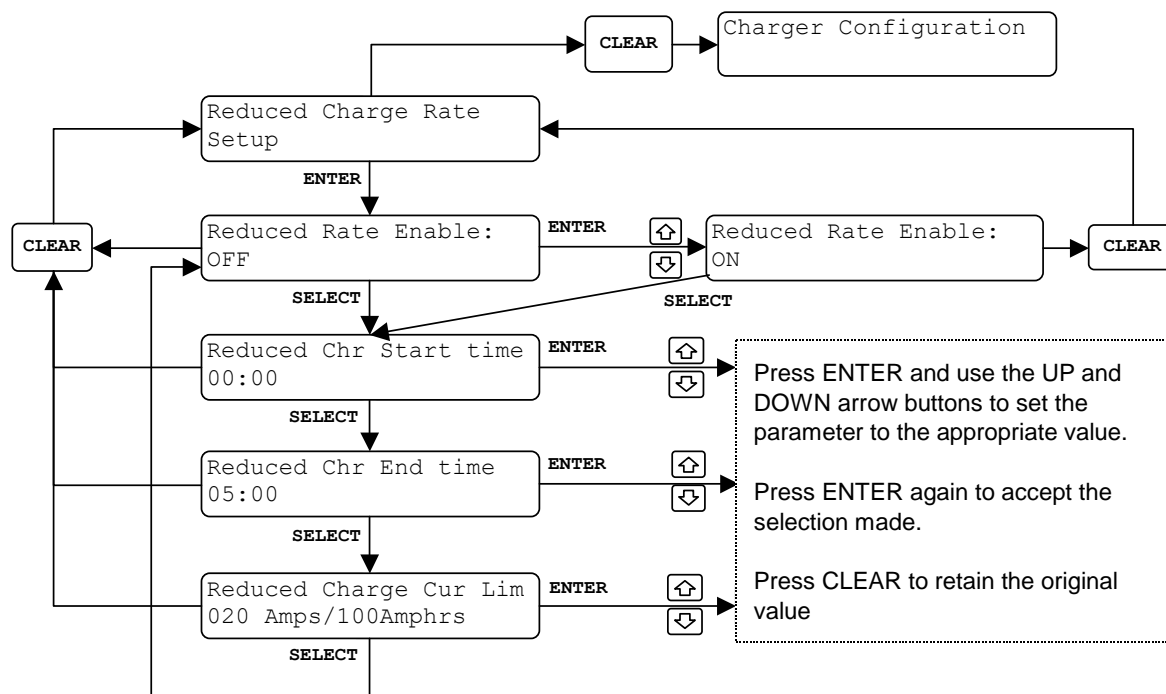 CLEAR
Charger Configuration
Reduced Charge Rate
Setup
ENTER
CLEAR
Reduced Rate Enable:
OFF
ENTER
Reduced Rate Enable:
ON
CLEAR
SELECT
SELECT
Reduced Chr Start time
00:00
ENTER
SELECT
Reduced Chr End time
05:00
ENTER
SELECT
Reduced Charge Cur Lim
020 Amps/100Amphrs
ENTER
SELECT
Press ENTER and use the UP and
DOWN arrow buttons to set the
parameter to the appropriate value.
Press ENTER again to accept the
selection made.
Press CLEAR to retain the original
value